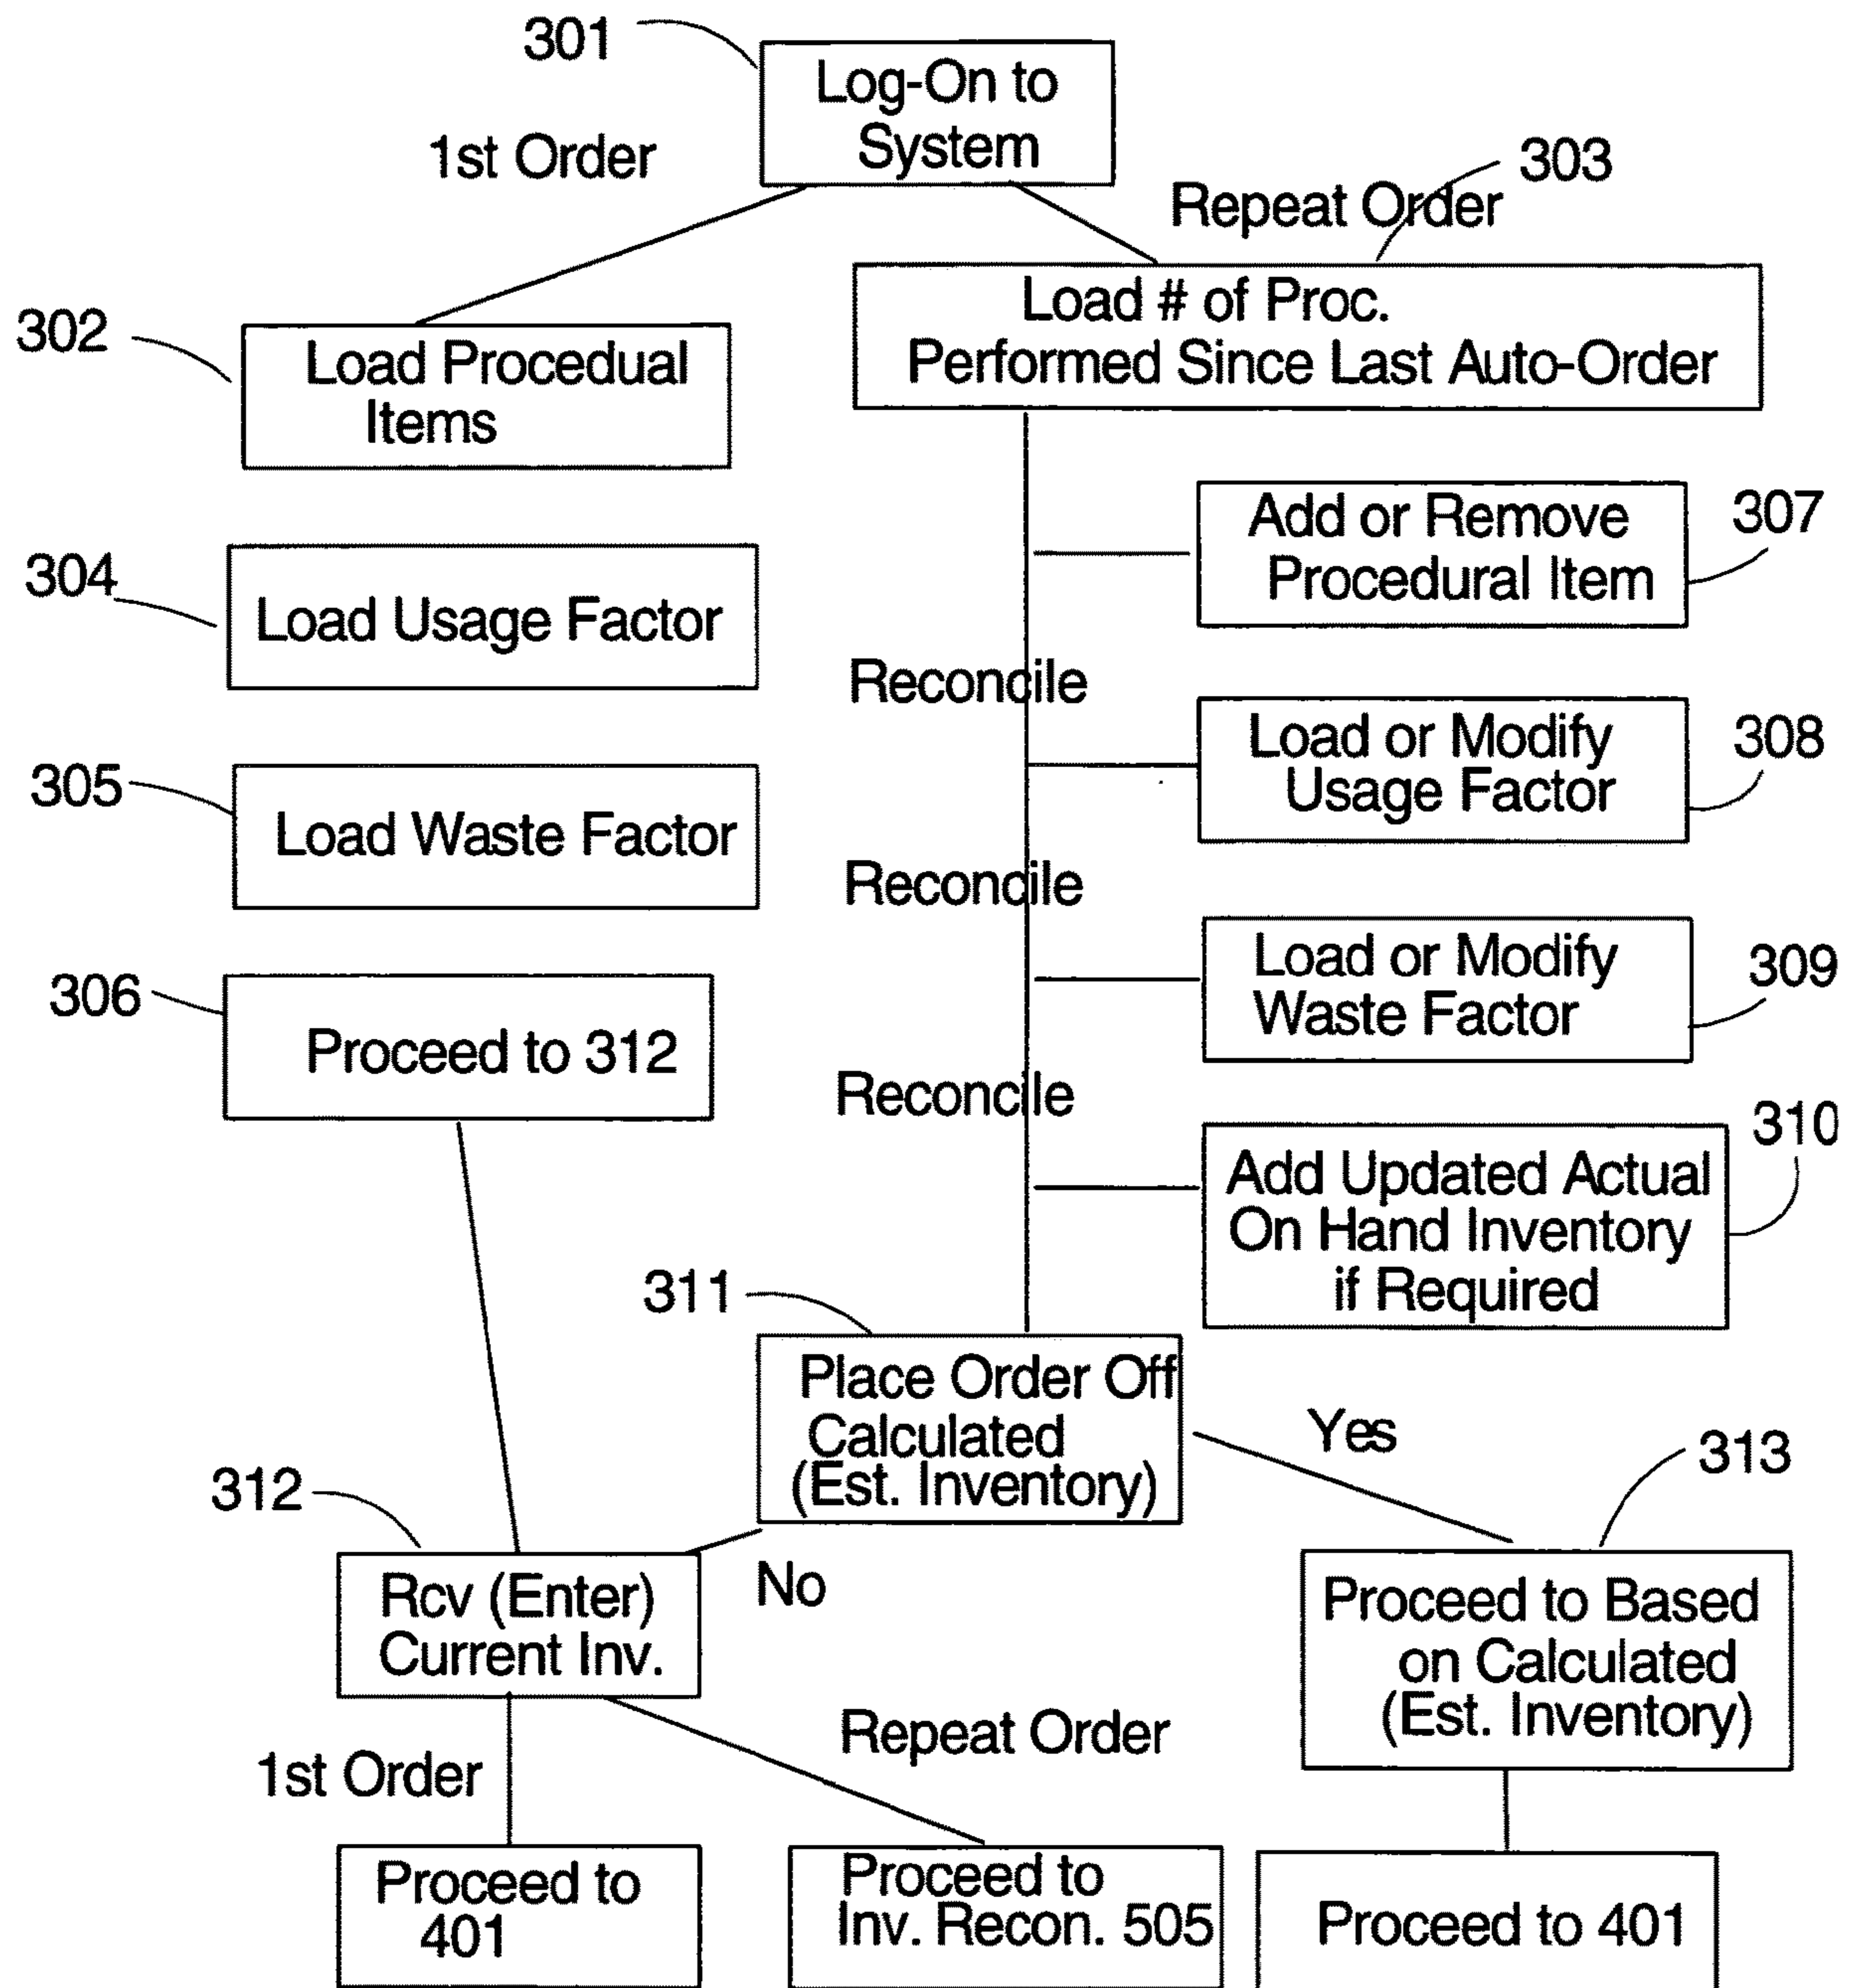 301
Log-On to
System
1st Order
303
Repeat Order
302
Load Procedual
Items
Load # of Proc.
Performed Since Last Auto-Order
307
Add or Remove
Procedural Item
304
Load Usage Factor
Reconcile
308
Load or Modify
Usage Factor
305
Load Waste Factor
Reconcile
309
Load or Modify
Waste Factor
306
Proceed to 312
Reconcile
310
Add Updated Actual
On Hand Inventory
if Required
311
Place Order Off
Calculated
(Est. Inventory)
Yes
313
312
No
Rcv (Enter)
Current Inv.
Proceed to Based
on Calculated
(Est. Inventory)
1st Order
Repeat Order
Proceed to
401
Proceed to
Inv. Recon. 505
Proceed to 401